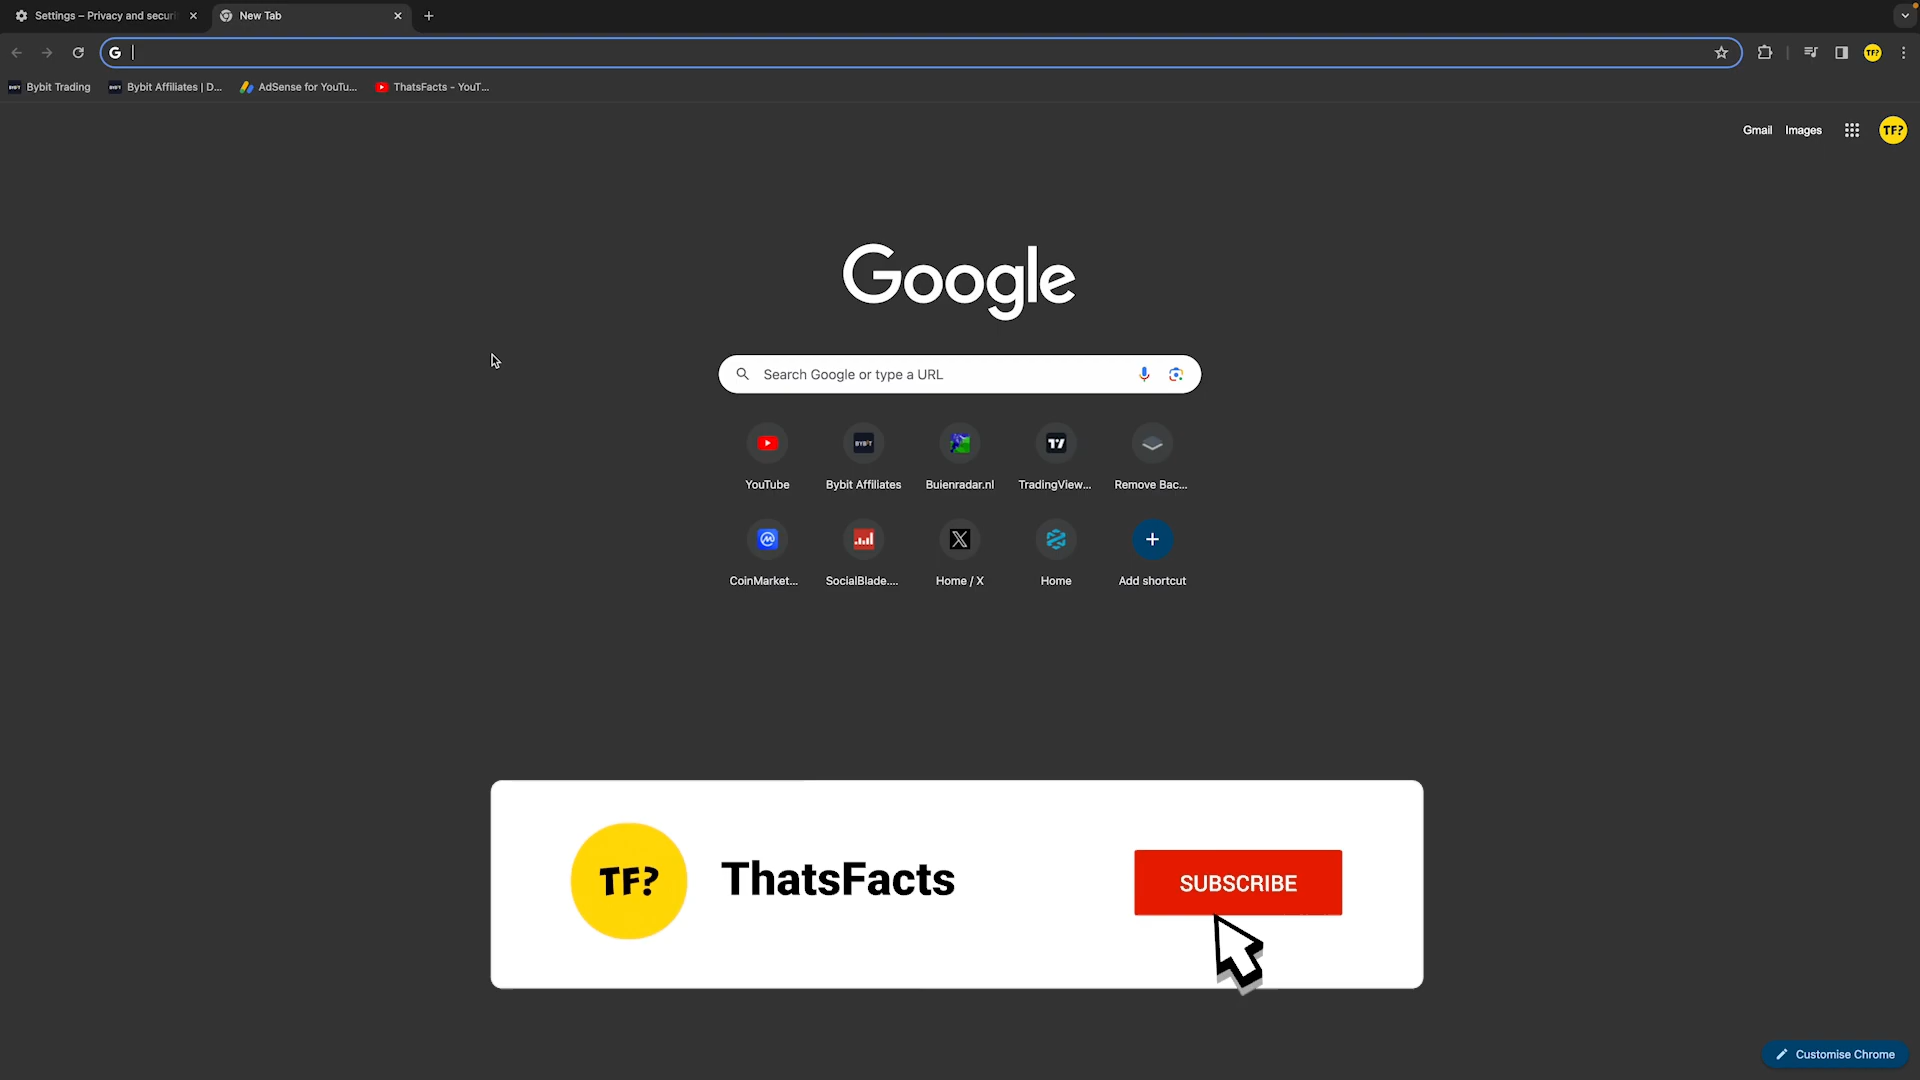 Settings – Privacy and securi
New Tab
Bybit Trading
Bybit Affiliates | D...
AdSense for YouTu...
ThatsFacts - YouT...
TF?
Gmail
Images
TF?
Google
Search Google or type a URL
BYBIT
YouTube
Bybit Affiliates
Buienradar.nl
TradingView...
Remove Bac...
CoinMarket...
SocialBlade....
Home / X
Home
Add shortcut
TF?
ThatsFacts
SUBSCRIBE
Customise Chrome